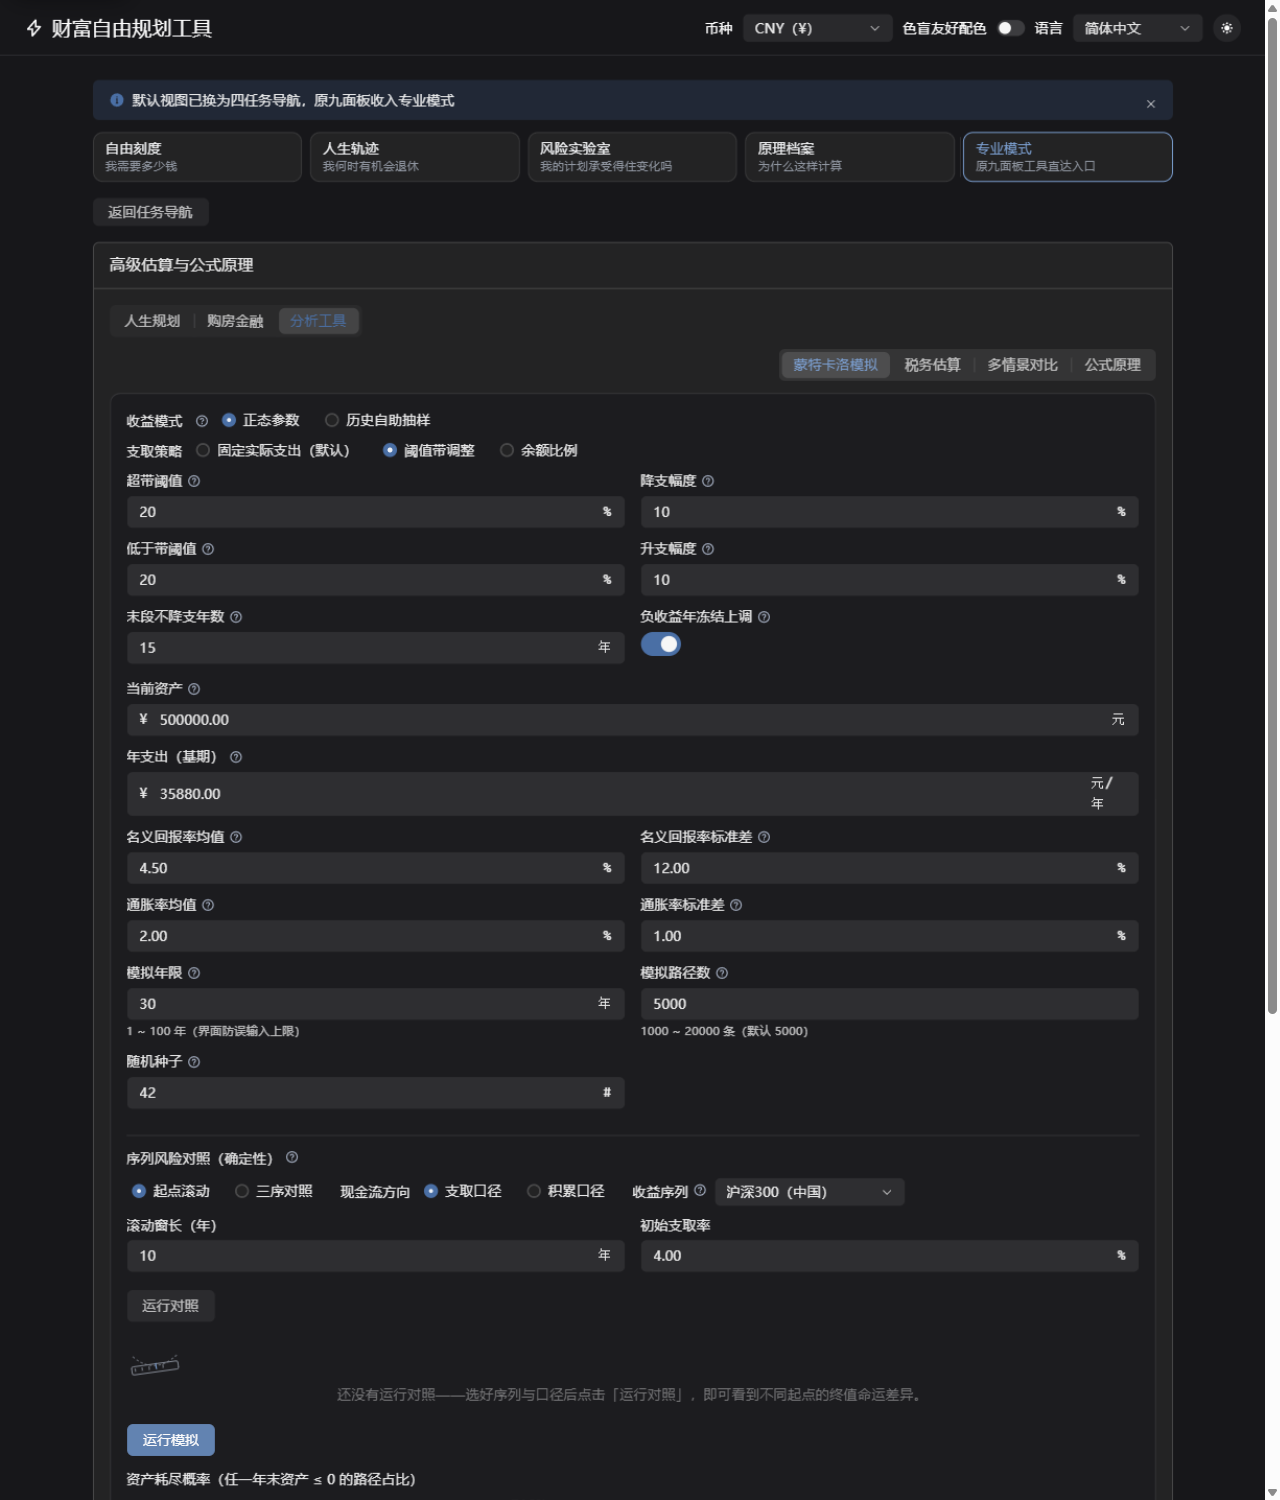 财富自由规划工具
币种 CNY (¥) 色盲友好配色 语言 简体中文
默认视图已换为四任务导航，原九面板收入专业模式 ×
自由刻度 人生轨迹 风险实验室 原理档案 专业模式
我需要多少钱 我何时有机会退休 我的计划承受得住变化吗 为什么这样计算 原九面板工具直达入口
返回任务导航
高级估算与公式原理
人生规划 购房金融 分析工具
蒙特卡洛模拟 税务估算 多情景对比 公式原理
收益模式 正态参数 历史自助抽样
支取策略 固定实际支出（默认） 阈值带调整 余额比例
超带阈值 降支幅度
20 % 10 %
低于带阈值 升支幅度
20 % 10 %
末段不降支年数 负收益年冻结上调
15 年
当前资产
¥ 500000.00 元
年支出（基期）
¥ 35880.00 元/年
名义回报率均值 名义回报率标准差
4.50 % 12.00 %
通胀率均值 通胀率标准差
2.00 % 1.00 %
模拟年限 模拟路径数
30 年 5000
1 ~ 100 年（界面防误输入上限） 1000 ~ 20000 条（默认 5000）
随机种子
42 #
序列风险对照（确定性）
起点滚动 三序对照 现金流方向 支取口径 积累口径 收益序列 沪深300（中国）
滚动窗长（年） 初始支取率
10 年 4.00 %
运行对照
还没有运行对照——选好序列与口径后点击「运行对照」，即可看到不同起点的终值命运差异。
运行模拟
资产耗尽概率（任一年末资产 ≤ 0 的路径占比）